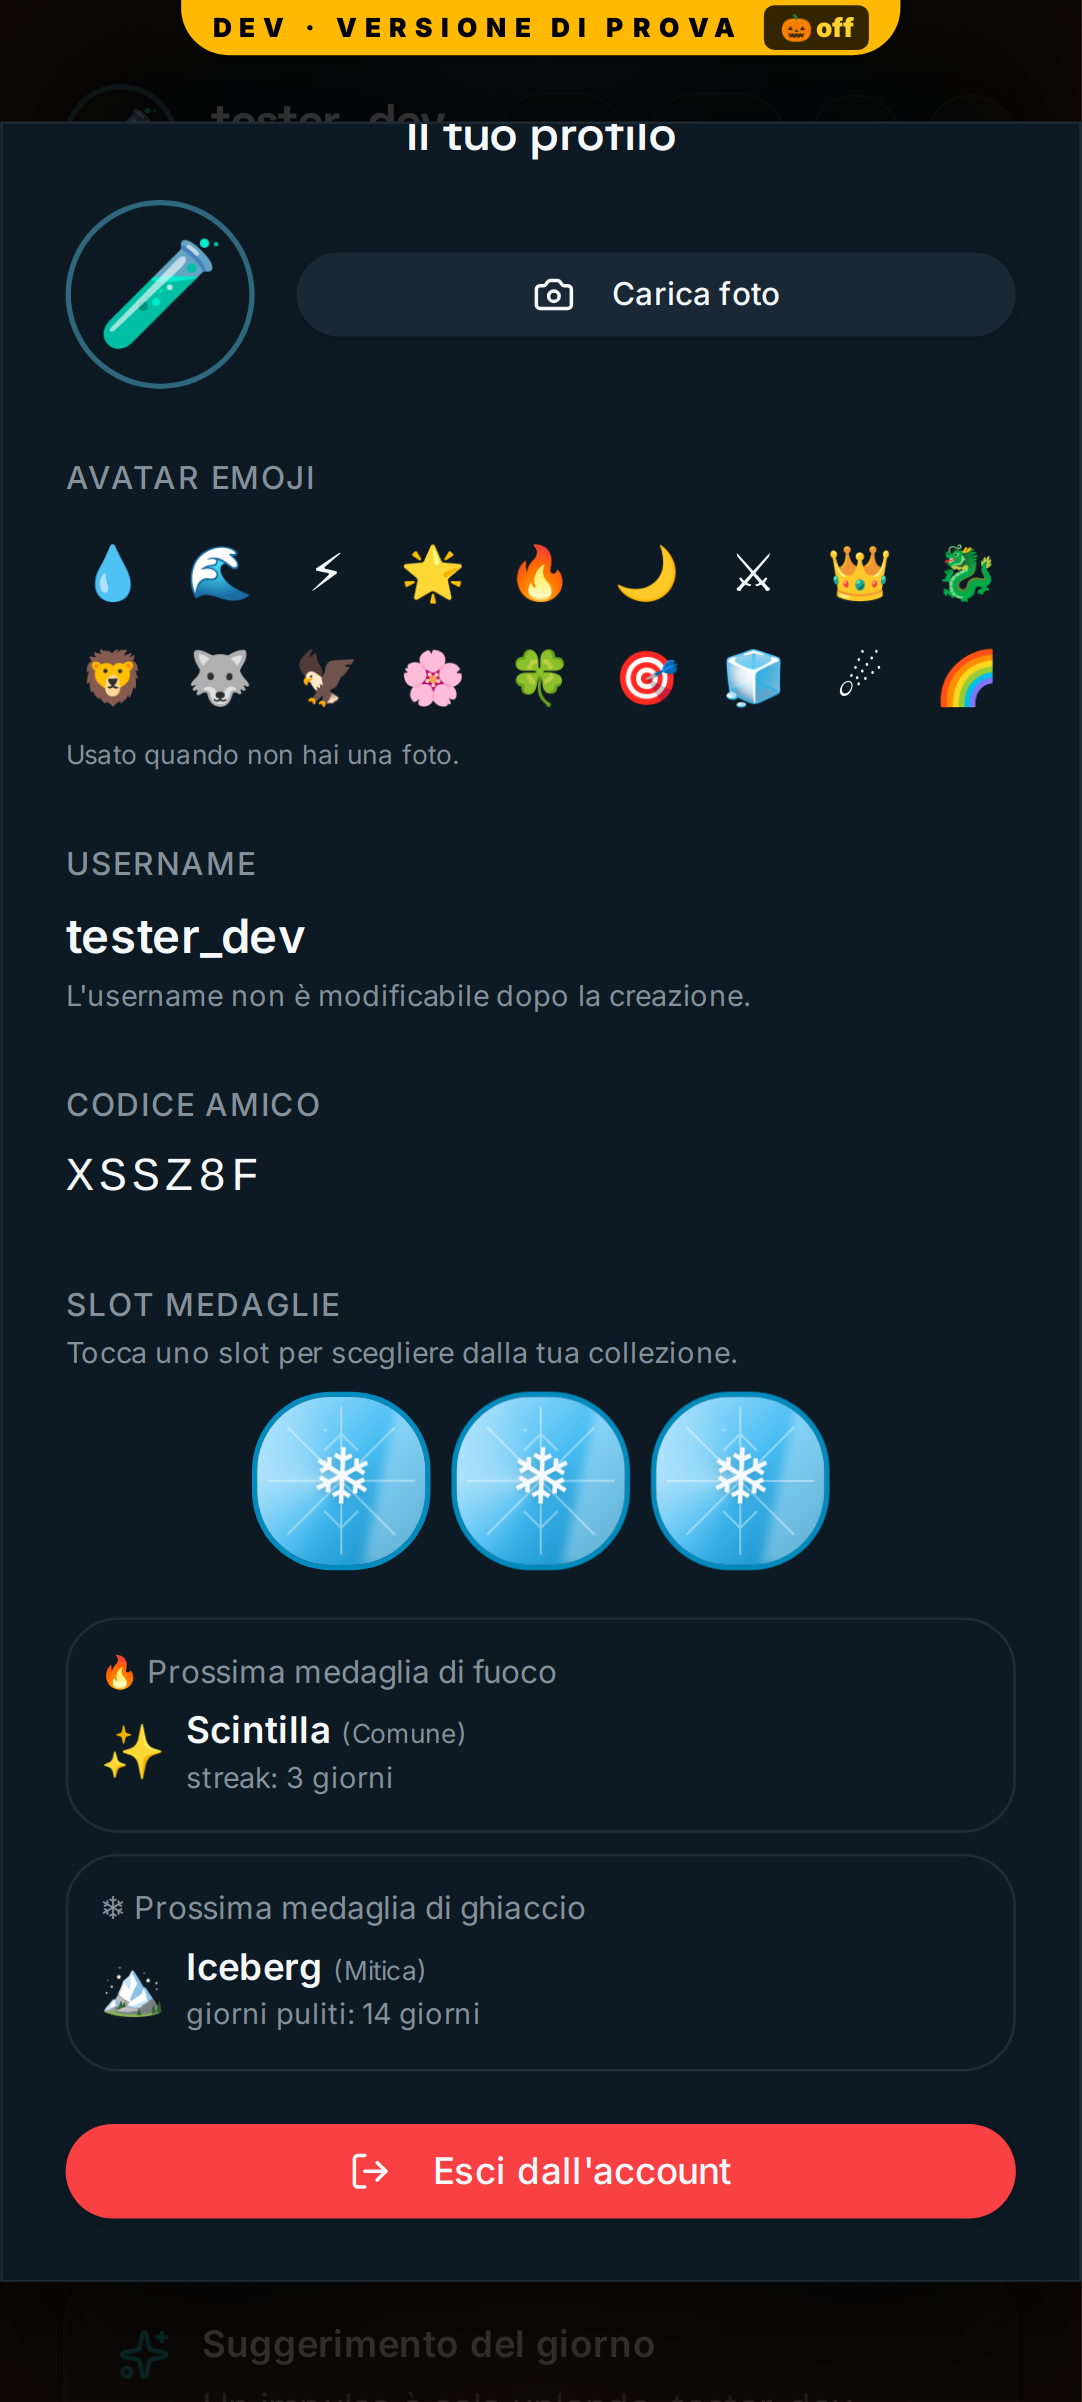 DEV · VERSIONE DI PROVA 🎃 off
tester_dev
Il tuo profilo
Carica foto
AVATAR EMOJI
Usato quando non hai una foto.
USERNAME
tester_dev
L'username non è modificabile dopo la creazione.
CODICE AMICO
XSSZ8F
SLOT MEDAGLIE
Tocca uno slot per scegliere dalla tua collezione.
🔥 Prossima medaglia di fuoco
Scintilla (Comune)
streak: 3 giorni
❄ Prossima medaglia di ghiaccio
Iceberg (Mitica)
giorni puliti: 14 giorni
Esci dall'account
Suggerimento del giorno